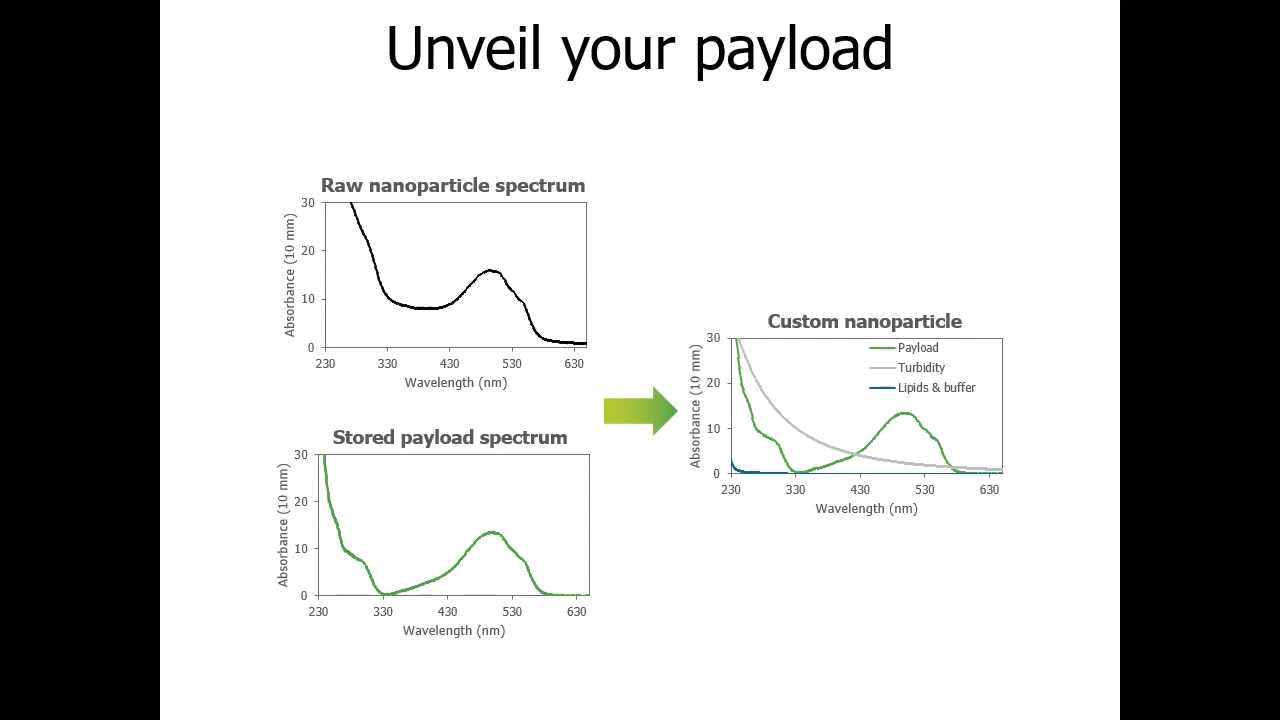 Unveil your payload
Raw nanoparticle spectrum
Absorbance (10 mm)
30
20
10
0
230 330 430 530 630
Wavelength (nm)
Stored payload spectrum
Absorbance (10 mm)
30
20
10
0
230 330 430 530 630
Wavelength (nm)
Custom nanoparticle
Absorbance (10 mm)
30
20
10
0
Payload
Turbidity
Lipids & buffer
230 330 430 530 630
Wavelength (nm)